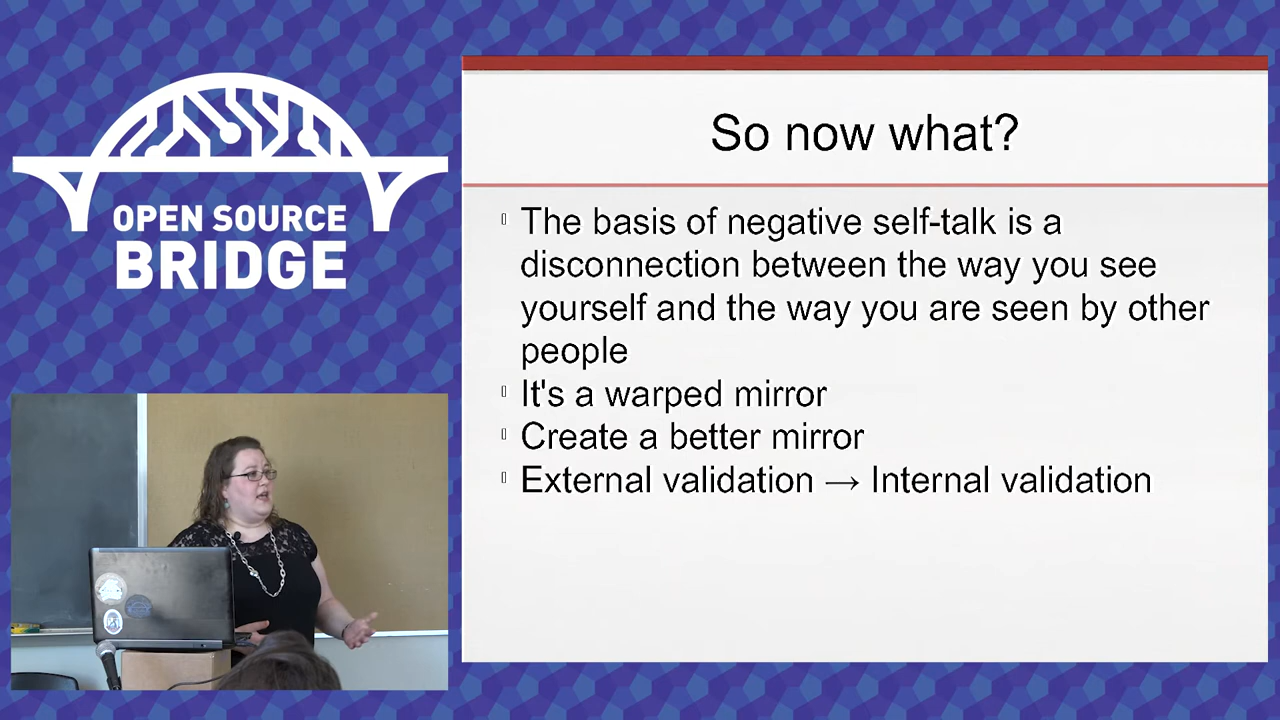 OPEN SOURCE
BRIDGE
So now what?
The basis of negative self-talk is a
disconnection between the way you see
yourself and the way you are seen by other
people
It's a warped mirror
Create a better mirror
External validation → Internal validation